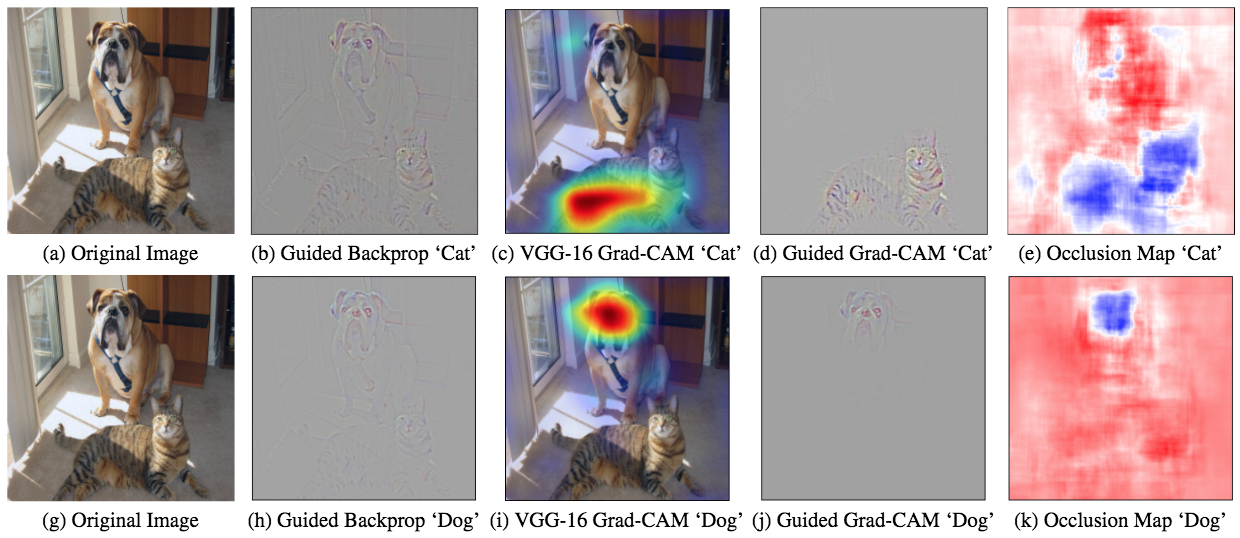 (a) Original Image
(b) Guided Backprop ‘Cat’
(c) VGG-16 Grad-CAM ‘Cat’
(d) Guided Grad-CAM ‘Cat’
(e) Occlusion Map ‘Cat’
(g) Original Image
(h) Guided Backprop ‘Dog’
(i) VGG-16 Grad-CAM ‘Dog’
(j) Guided Grad-CAM ‘Dog’
(k) Occlusion Map ‘Dog’